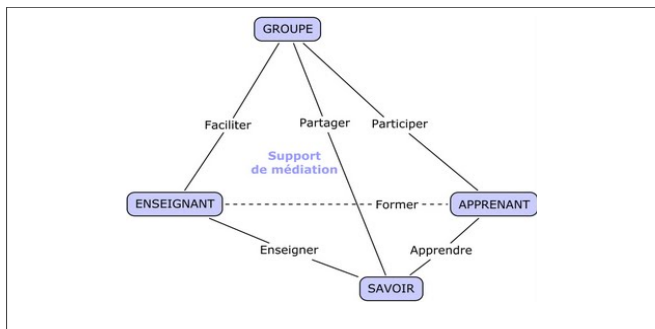 GROUPE
Faciliter
Partager
Participer
Support
de médiation
ENSEIGNANT
Former
APPRENANT
Enseigner
Apprendre
SAVOIR